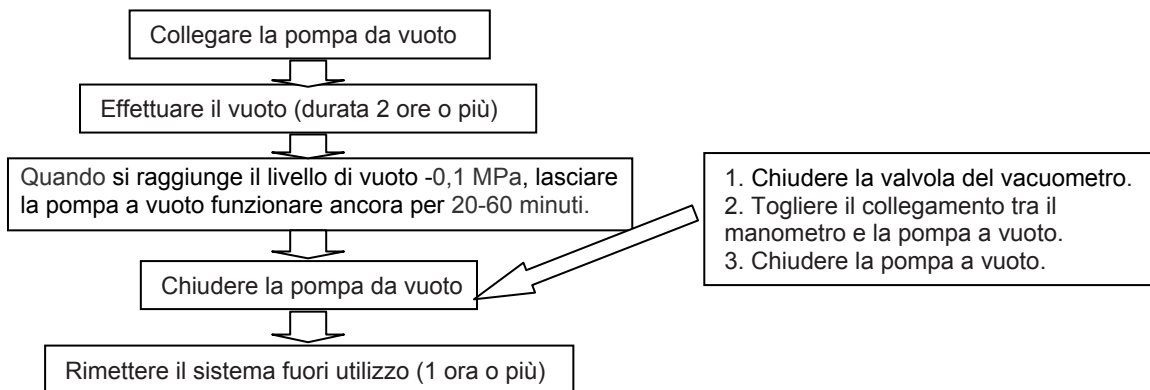 Collegare la pompa da vuoto
Effettuare il vuoto (durata 2 ore o più)
Quando si raggiunge il livello di vuoto -0,1 MPa, lasciare
la pompa a vuoto funzionare ancora per 20-60 minuti.
1. Chiudere la valvola del vacuometro.
2. Togliere il collegamento tra il
manometro e la pompa a vuoto.
3. Chiudere la pompa a vuoto.
Chiudere la pompa da vuoto
Rimettere il sistema fuori utilizzo (1 ora o più)